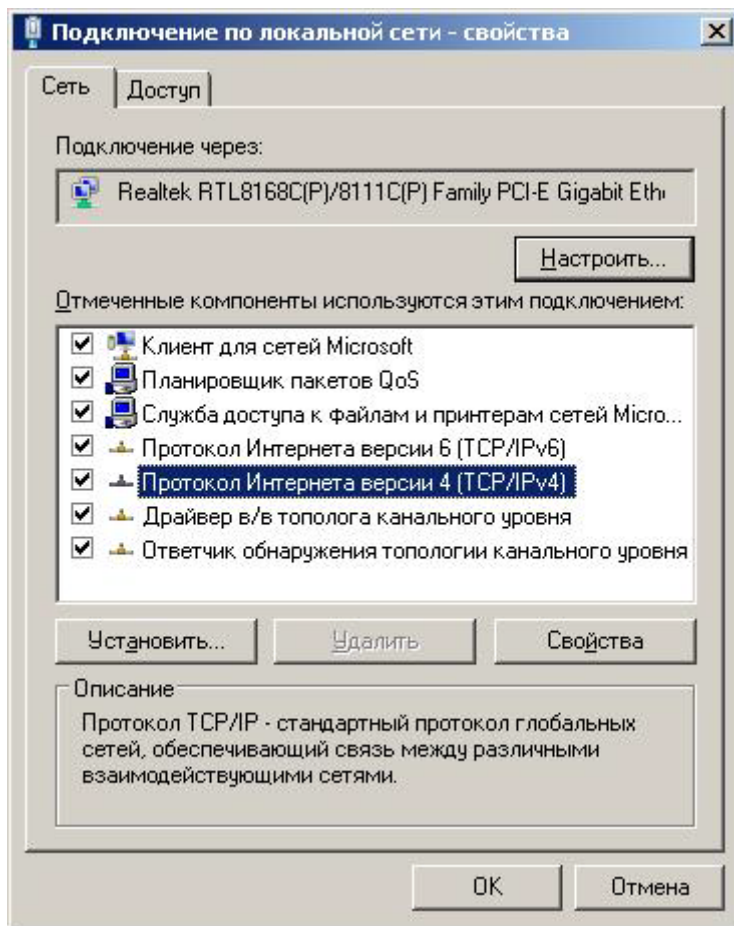 Подключение по локальной сети - свойства
Сеть
Доступ
Подключение через:
Realtek RTL8168C(P)/8111C(P) Family PCI-E Gigabit Eth
Настроить...
Отмеченные компоненты используются этим подключением:
Клиент для сетей Microsoft
Планировщик пакетов QoS
Служба доступа к файлам и принтерам сетей Micro...
Протокол Интернета версии 6 (TCP/IPv6)
Протокол Интернета версии 4 (TCP/IPv4)
Драйвер в/в тополога канального уровня
Ответчик обнаружения топологии канального уровня
Установить...
Удалить
Свойства
Описание
Протокол TCP/IP - стандартный протокол глобальных
сетей, обеспечивающий связь между различными
взаимодействующими сетями.
OK
Отмена